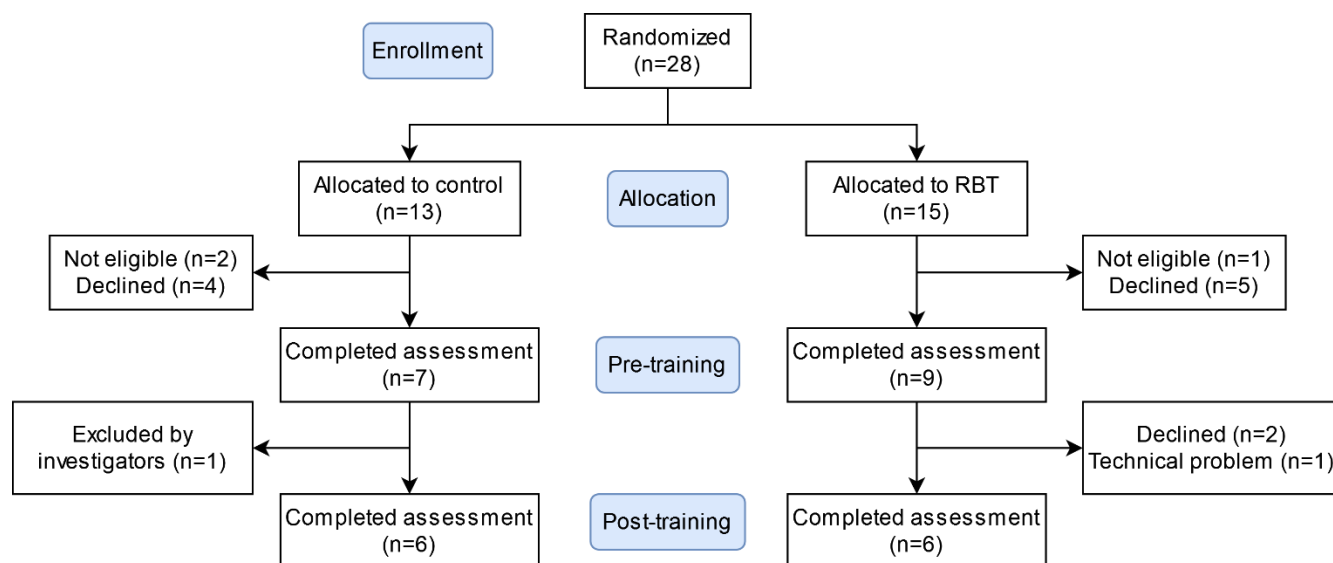 Enrollment
Randomized
(n=28)
Allocated to control
(n=13)
Allocation
Allocated to RBT
(n=15)
Not eligible (n=2)
Declined (n=4)
Not eligible (n=1)
Declined (n=5)
Completed assessment
(n=7)
Pre-training
Completed assessment
(n=9)
Excluded by
investigators (n=1)
Declined (n=2)
Technical problem (n=1)
Completed assessment
(n=6)
Post-training
Completed assessment
(n=6)